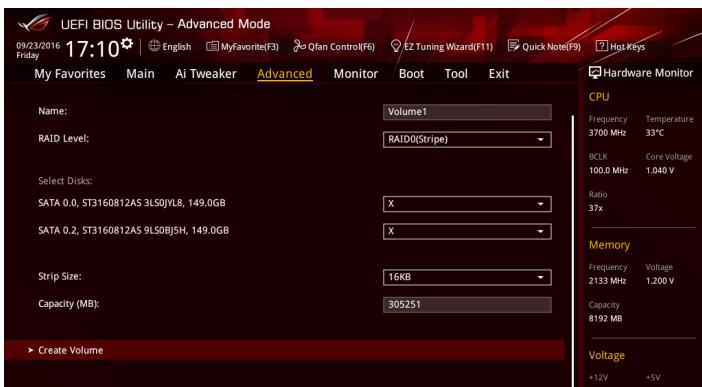 UEFI BIOS Utility – Advanced Mode
09/23/2016 Friday 17:10 English MyFavorite(F3) Qfan Control(F6) EZ Tuning Wizard(F11) Quick Note(F9) Hot Keys
My Favorites Main Ai Tweaker Advanced Monitor Boot Tool Exit
Name: Volume1
RAID Level: RAID0(Stripe)
Select Disks:
SATA 0.0, ST3160812AS 3LS0JYL8, 149.0GB X
SATA 0.2, ST3160812AS 9LS0BJ5H, 149.0GB X
Strip Size: 16KB
Capacity (MB): 305251
> Create Volume
Hardware Monitor
CPU
Frequency Temperature
3700 MHz 33°C
BCLK Core Voltage
100.0 MHz 1.040 V
Ratio
37x
Memory
Frequency Voltage
2133 MHz 1.200 V
Capacity
8192 MB
Voltage
+12V +5V